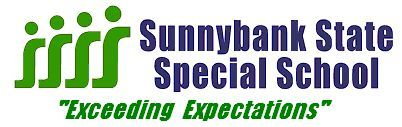 Sunnybank State
Special School
"Exceeding Expectations"